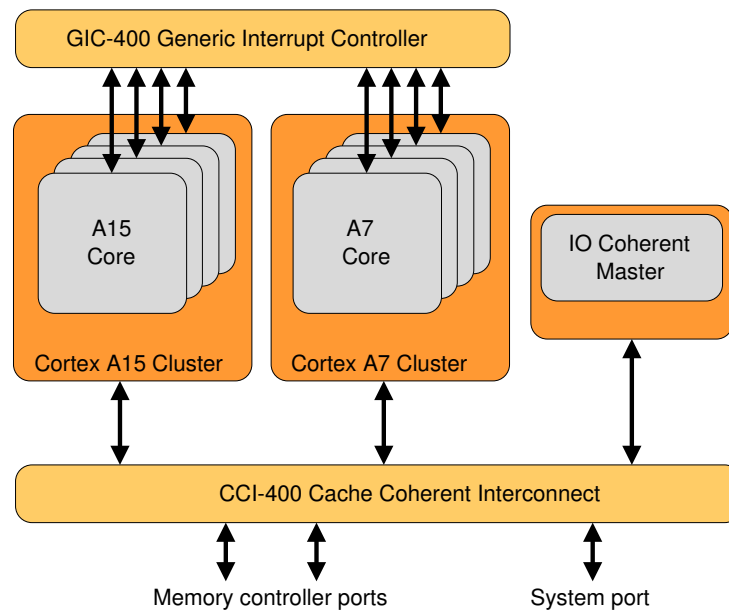 GIC-400 Generic Interrupt Controller
A15
Core
A7
Core
IO Coherent
Master
Cortex A15 Cluster
Cortex A7 Cluster
CCI-400 Cache Coherent Interconnect
Memory controller ports
System port